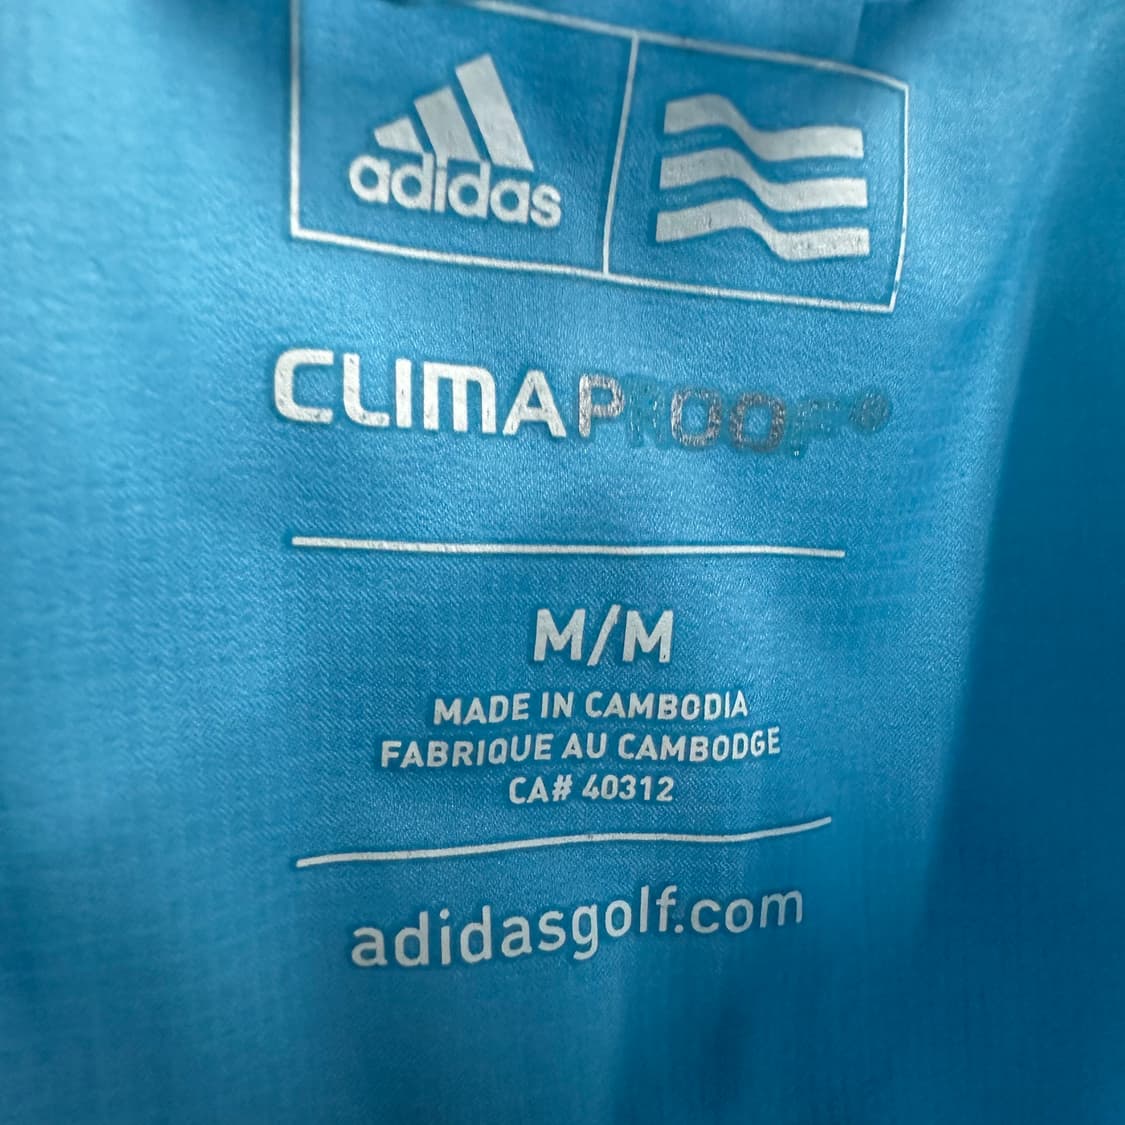 adidas
CLIMAPROOF®
M/M
MADE IN CAMBODIA
FABRIQUE AU CAMBODGE
CA# 40312
adidasgolf.com